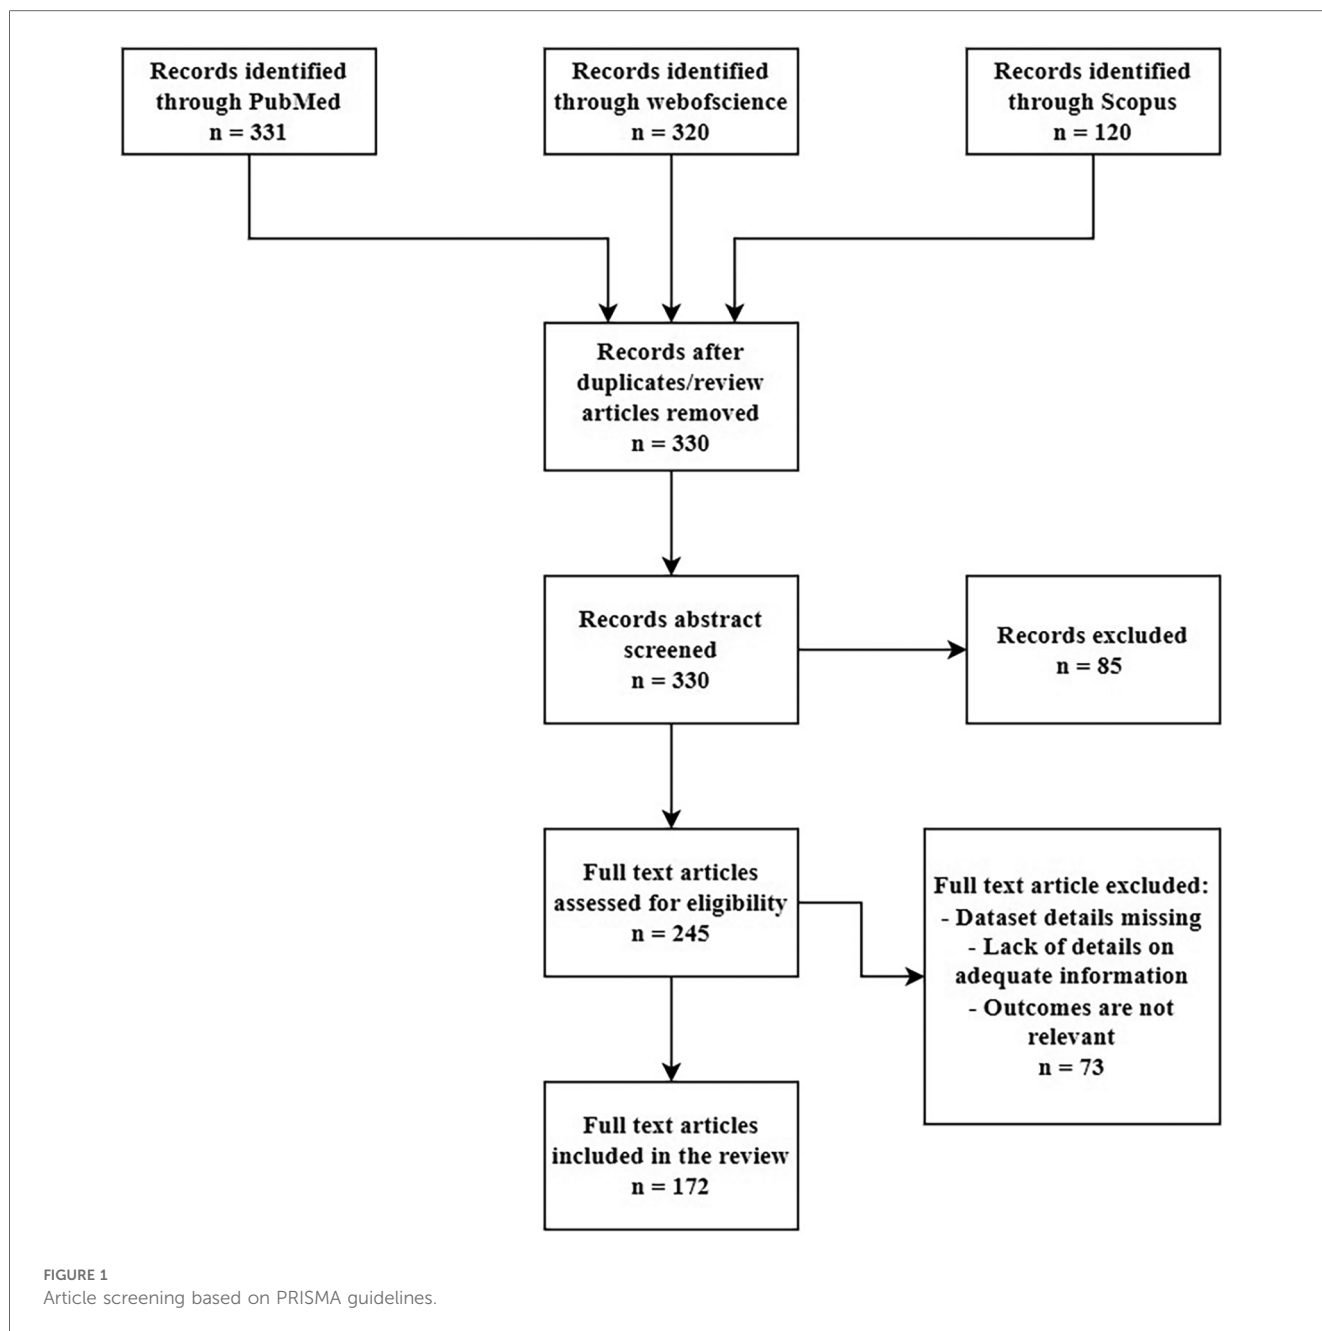 Records identified
through PubMed
n = 331
Records identified
through webofscience
n = 320
Records identified
through Scopus
n = 120
Records after
duplicates/review
articles removed
n = 330
Records abstract
screened
n = 330
Records excluded
n = 85
Full text articles
assessed for eligibility
n = 245
Full text article excluded:
- Dataset details missing
- Lack of details on
adequate information
- Outcomes are not
relevant
n = 73
Full text articles
included in the review
n = 172
FIGURE 1
Article screening based on PRISMA guidelines.